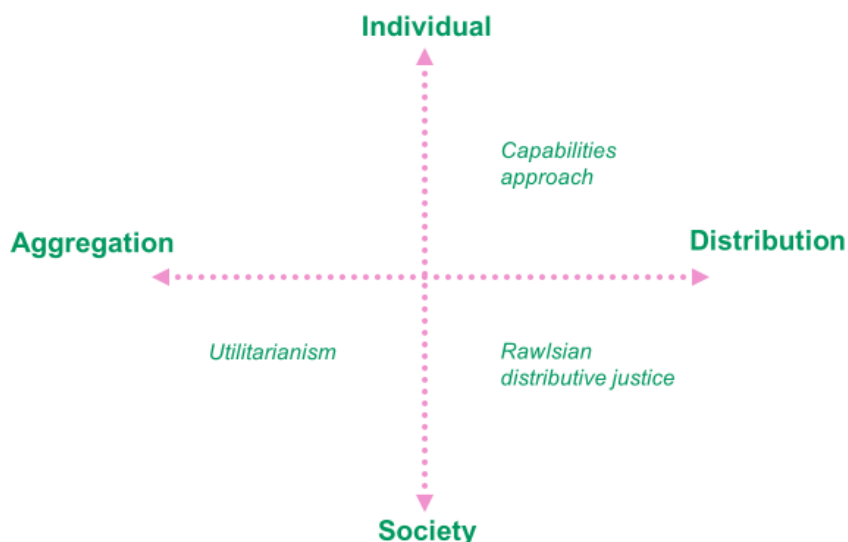 Individual
Capabilities
approach
Aggregation
Distribution
Utilitarianism
Rawlsian
distributive justice
Society